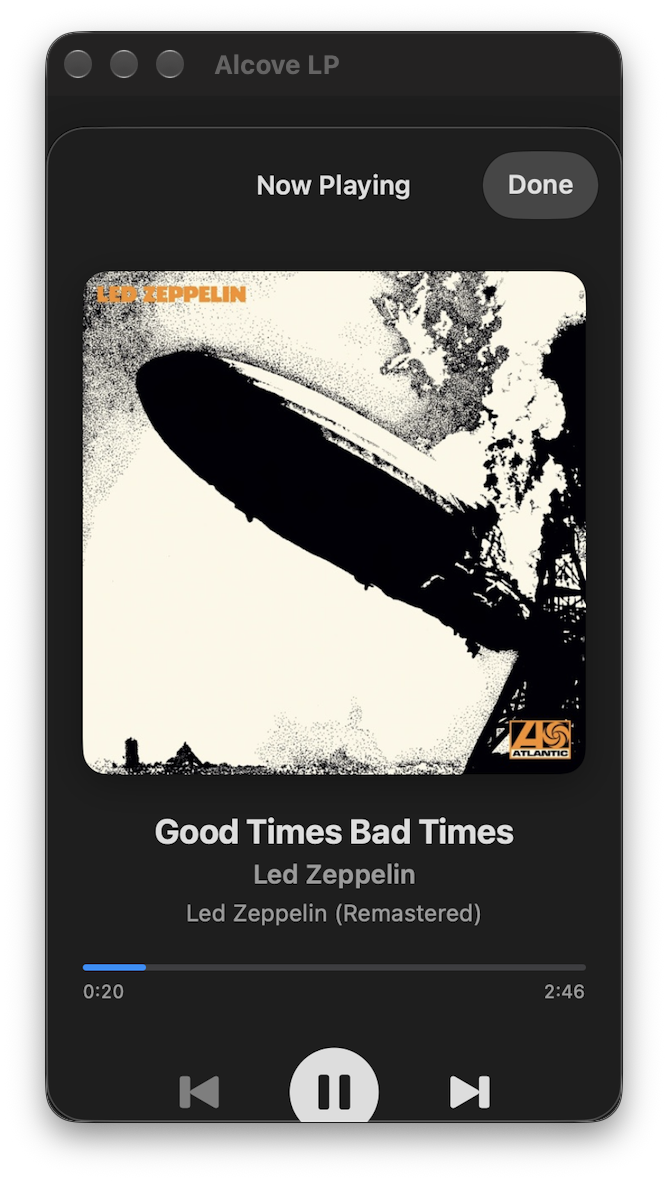 Alcove LP
Now Playing
Done
LED ZEPPELIN
ATLANTIC
Good Times Bad Times
Led Zeppelin
Led Zeppelin (Remastered)
0:20
2:46